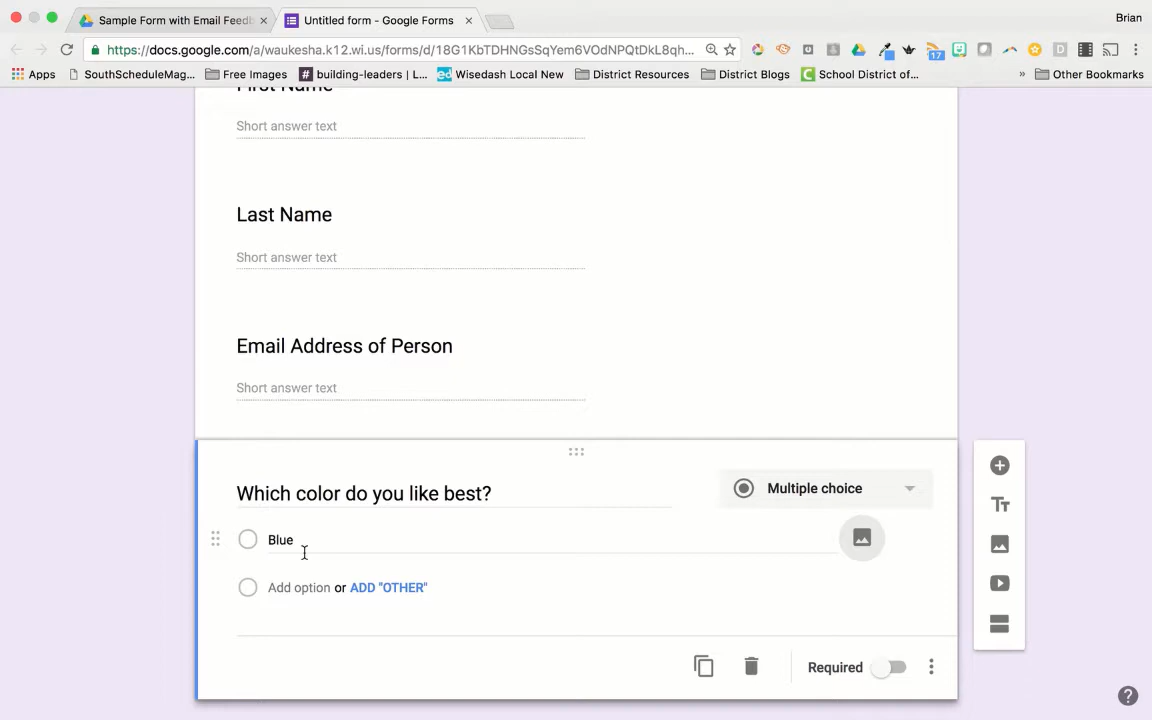 Sample Form with Email Feedb
Untitled form - Google Forms
Brian
https://docs.google.com/a/waukesha.k12.wi.us/forms/d/18G1KbTDHNGsSqYem6VOdNPQtDkL8qh...
17
Apps
SouthScheduleMag...
Free Images
building-leaders | L...
Wisedash Local New
District Resources
District Blogs
School District of...
»
Other Bookmarks
First Name
Short answer text
Last Name
Short answer text
Email Address of Person
Short answer text
Which color do you like best?
Multiple choice
Blue
Add option or ADD "OTHER"
Required